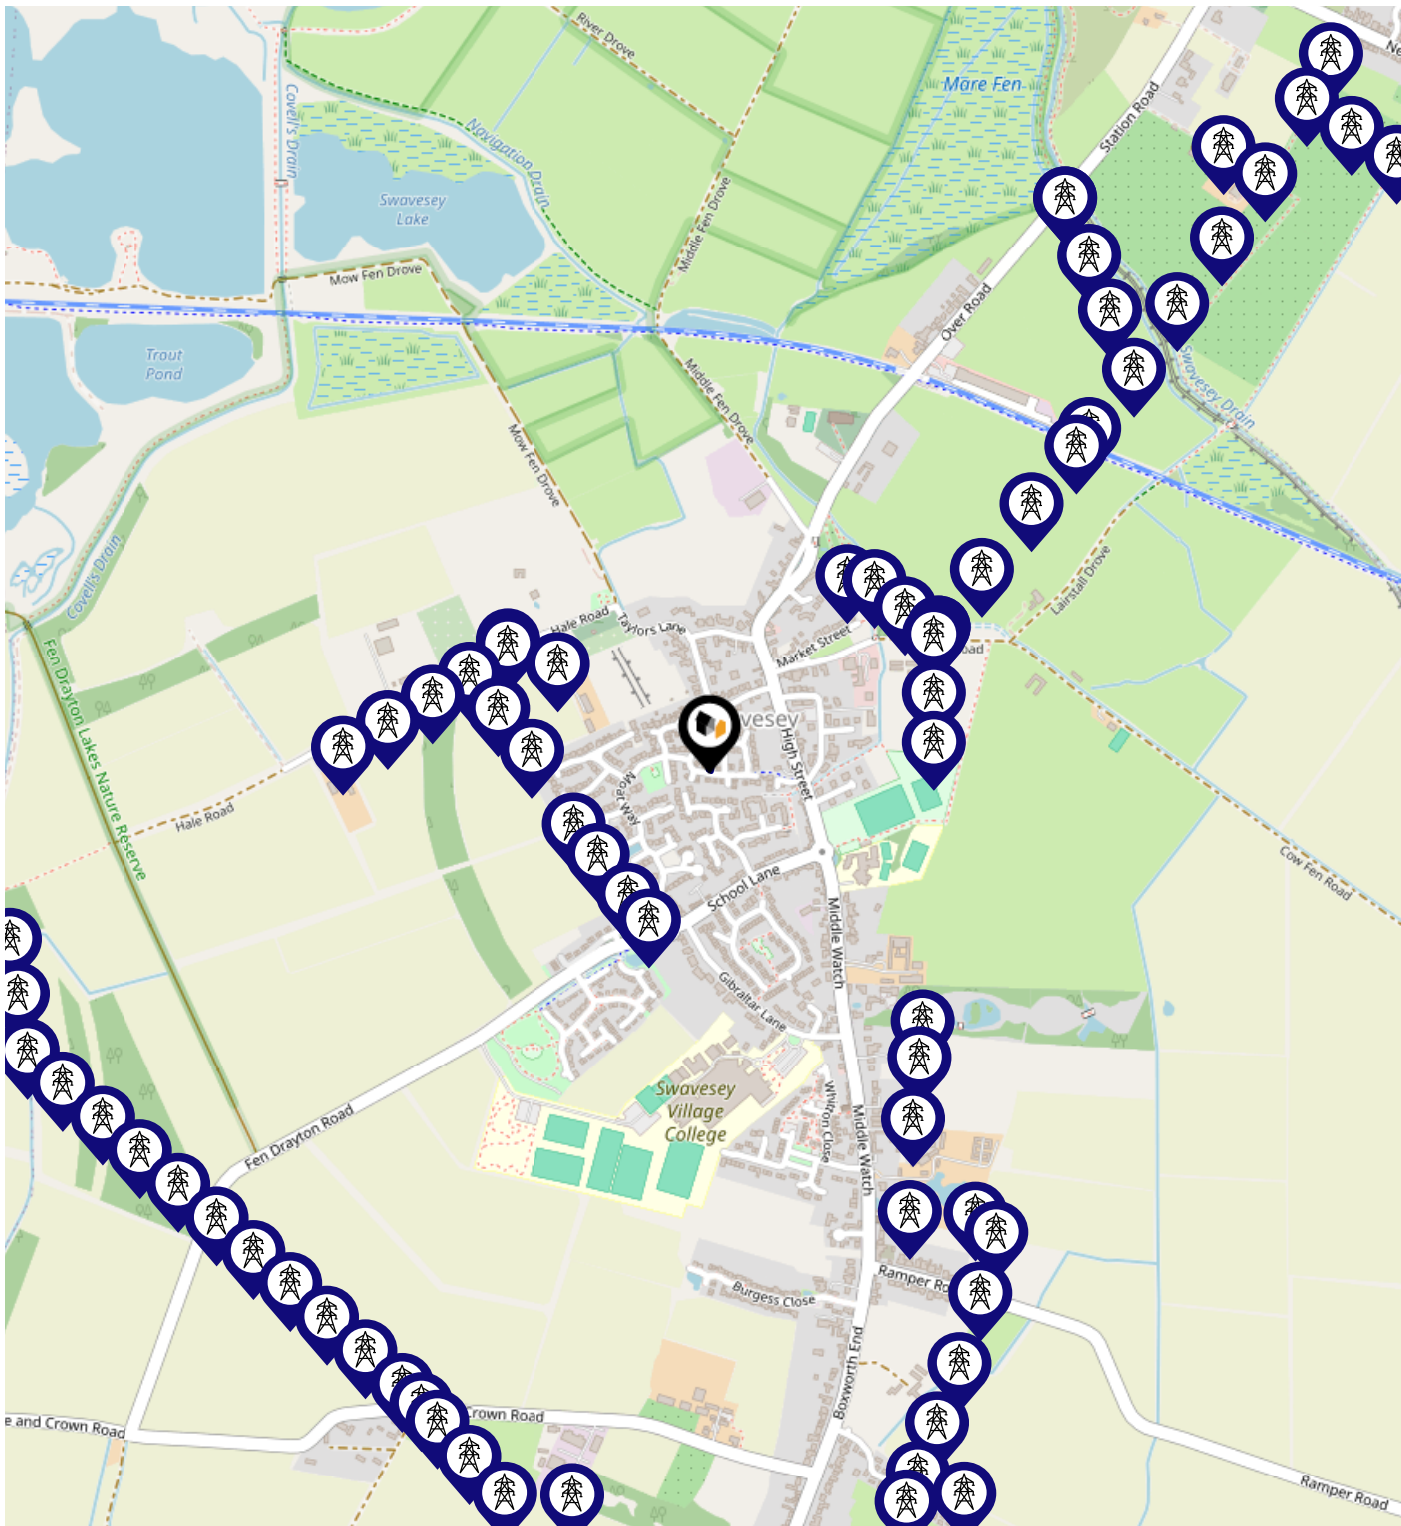 River Drove
Ne
Mare Fen
Station Road
Covell's Drain
Navigation Drain
Swavesey
Lake
Middle Fen Drove
Mow Fen Drove
Over Road
Trout
Pond
Swavesey Drain
Middle Fen Drove
Mow Fen Drove
Covell's Drain
Lairstall Drove
Hale Road
Taylors Lane
Market Street
oad
Fen Drayton Lakes Nature Reserve
vesey
High Street
Moat Way
Hale Road
Cow Fen Road
School Lane
Middle Watch
Gibraltar Lane
Swavesey
Village
College
Whitton Close
Middle Watch
Fen Drayton Road
Ramper Ro
Burgess Close
Boxworth End
e and Crown Road
Crown Road
Ramper Road